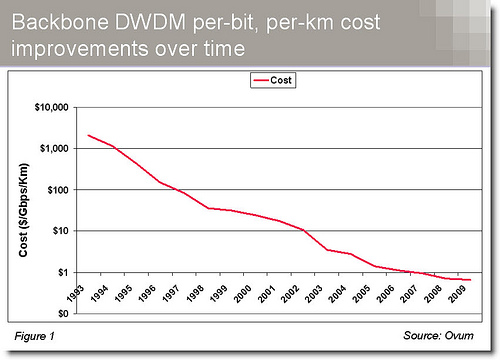 Backbone DWDM per-bit, per-km cost
improvements over time
Cost
$10,000
$1,000
$100
$10
$1
$0
Cost ($/Gbps/Km)
1993 1994 1995 1996 1997 1998 1999 2000 2001 2002 2003 2004 2005 2006 2007 2008 2009
Figure 1
Source: Ovum